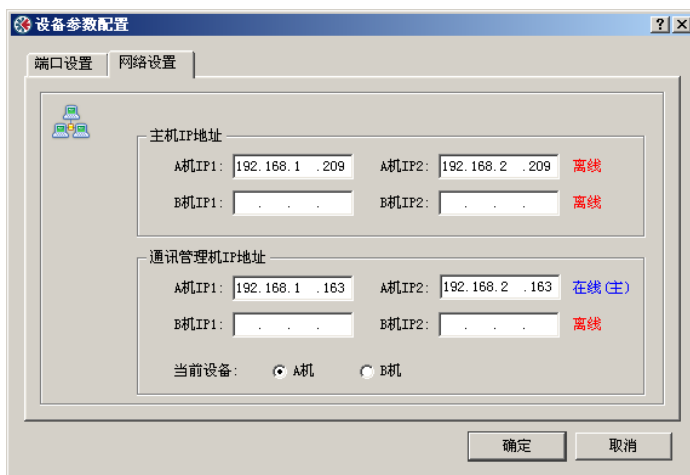 设备参数配置
端口设置 网络设置
主机IP地址
A机IP1: 192.168.1 .209 A机IP2: 192.168.2 .209 离线
B机IP1: . . . B机IP2: . . . 离线
通讯管理机IP地址
A机IP1: 192.168.1 .163 A机IP2: 192.168.2 .163 在线(主)
B机IP1: . . . B机IP2: . . . 离线
当前设备: A机 B机
确定 取消